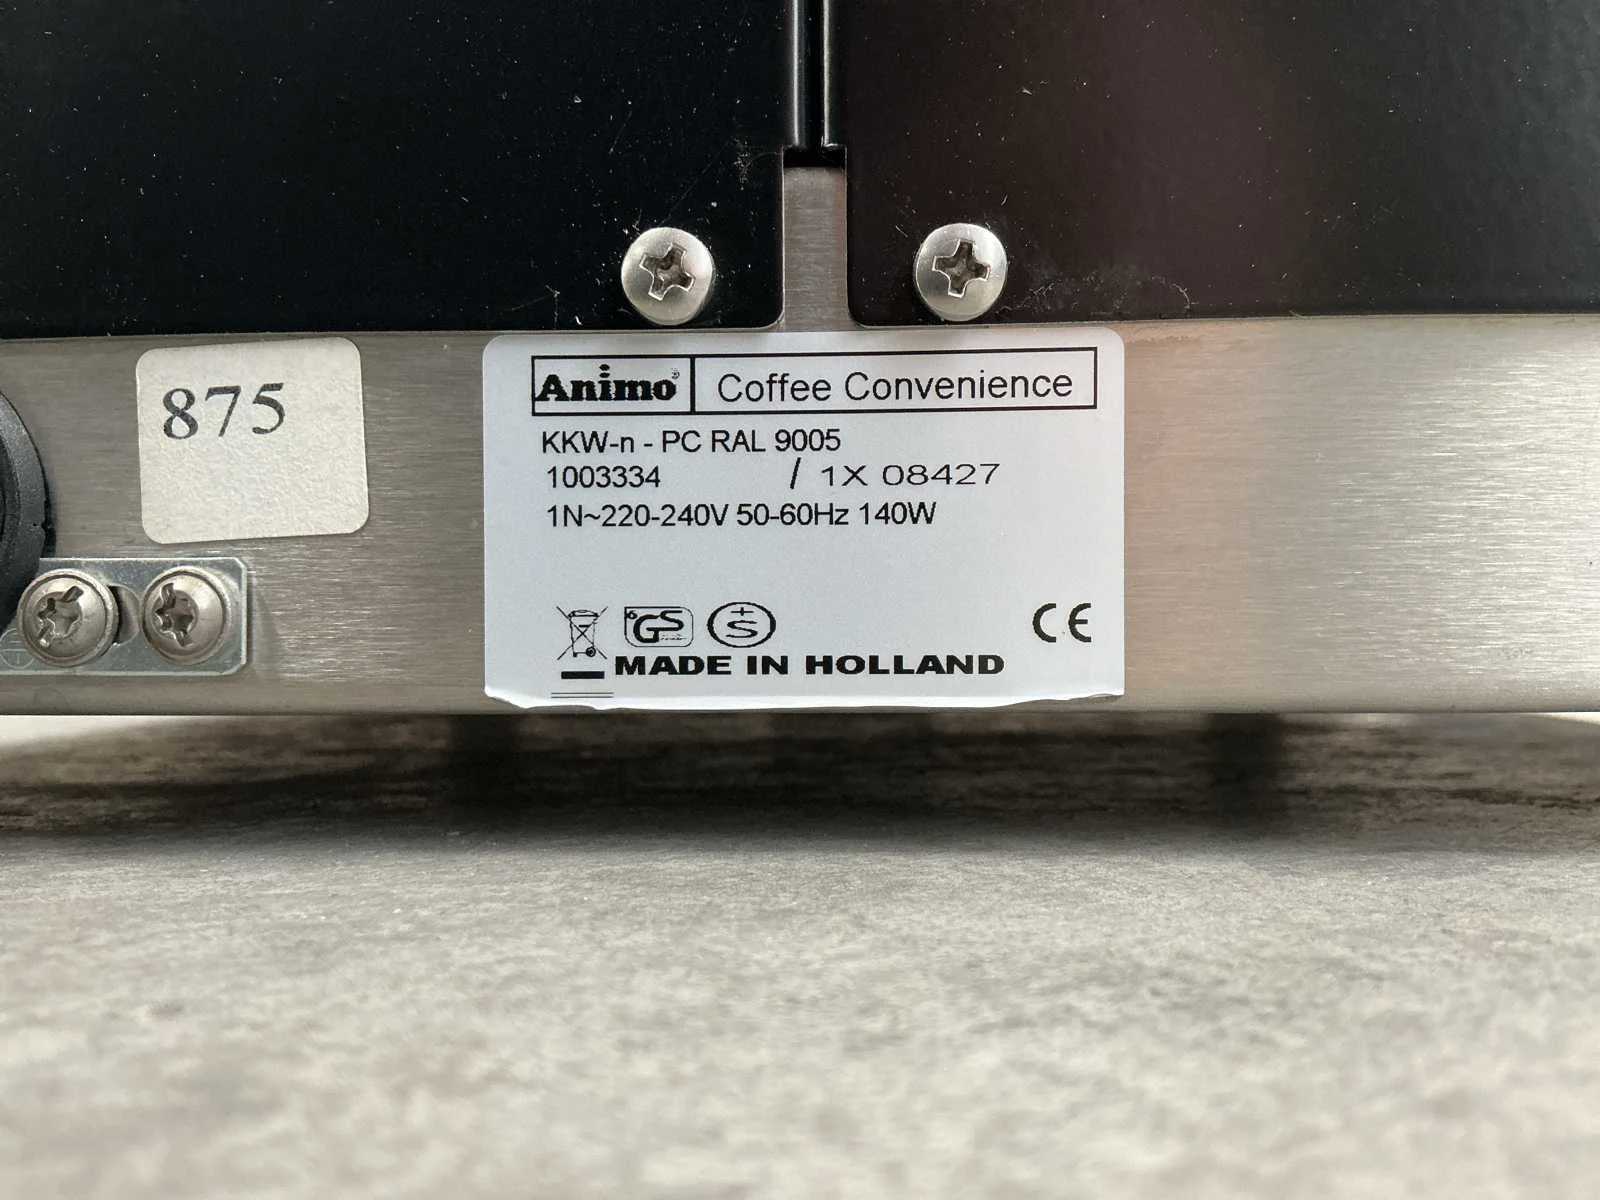 875
Animo® Coffee Convenience
KKW-n - PC RAL 9005
1003334 / 1X 08427
1N~220-240V 50-60Hz 140W
GS S CE
MADE IN HOLLAND